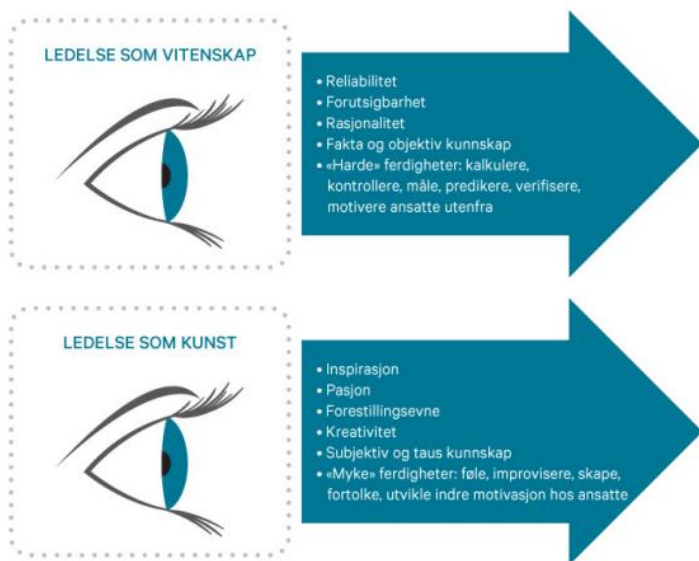 LEDELSE SOM VITENSKAP
• Reliabilitet
• Forutsigbarhet
• Rasjonalitet
• Fakta og objektiv kunnskap
• «Harde» ferdigheter: kalkulere,
kontrollere, måle, predikere, verifisere,
motivere ansatte utenfra
LEDELSE SOM KUNST
• Inspirasjon
• Pasjon
• Forestillingsevne
• Kreativitet
• Subjektiv og taus kunnskap
• «Myke» ferdigheter: føle, improvisere, skape,
fortolke, utvikle indre motivasjon hos ansatte